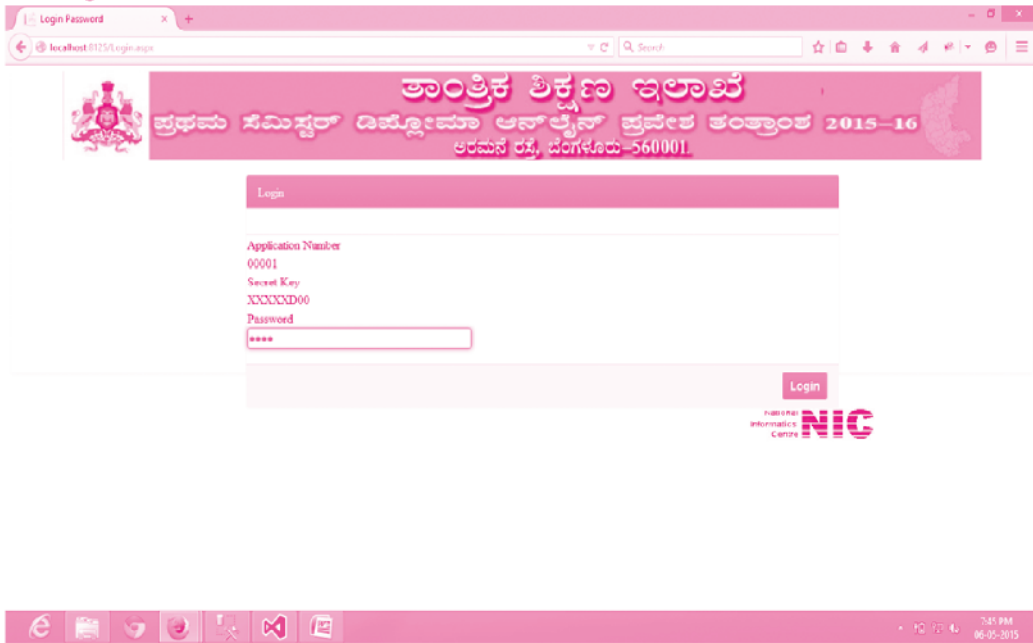 Login Password
localhost:8125/Login.aspx
Search
ತಾಂತ್ರಿಕ ಶಿಕ್ಷಣ ಇಲಾಖೆ
ಪ್ರಥಮ ಸೆಮಿಸ್ಟರ್ ಡಿಪ್ಲೋಮಾ ಆನ್‌ಲೈನ್ ಪ್ರವೇಶ ತಂತ್ರಾಂಶ 2015–16
ಅರಮನೆ ರಸ್ತೆ, ಬೆಂಗಳೂರು–560001.
Login
Application Number
00001
Secret Key
XXXXXD00
Password
Login
National
Informatics
Centre
NIC
7:45 PM
06-05-2015